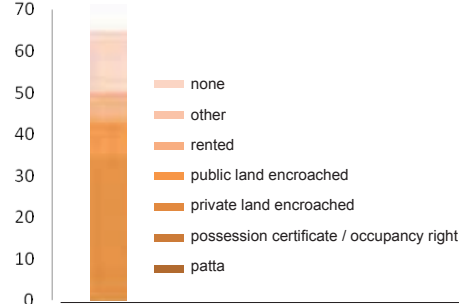 70
60
50
40
30
20
10
0
none
other
rented
public land encroached
private land encroached
possession certificate / occupancy right
patta